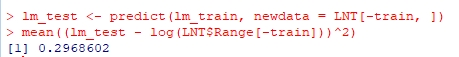 > lm_test <- predict(lm_train, newdata = LNT[-train, ])
> mean((lm_test - log(LNT$Range[-train]))^2)
[1] 0.2968602